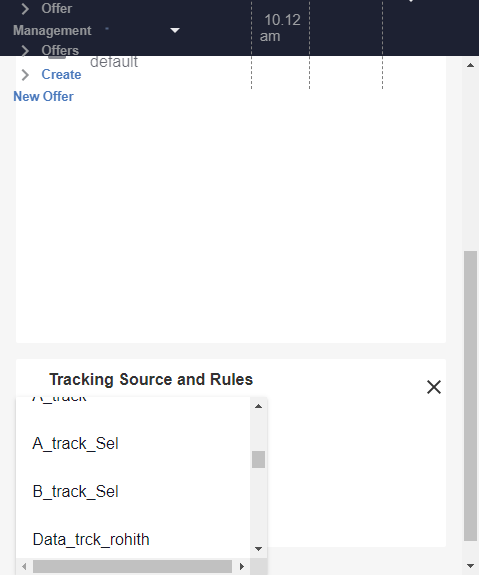 Offer
10.12
Management
am
Offers
default
Create
New Offer
Tracking Source and Rules
A_track
A_track_Sel
B_track_Sel
Data_trck_rohith